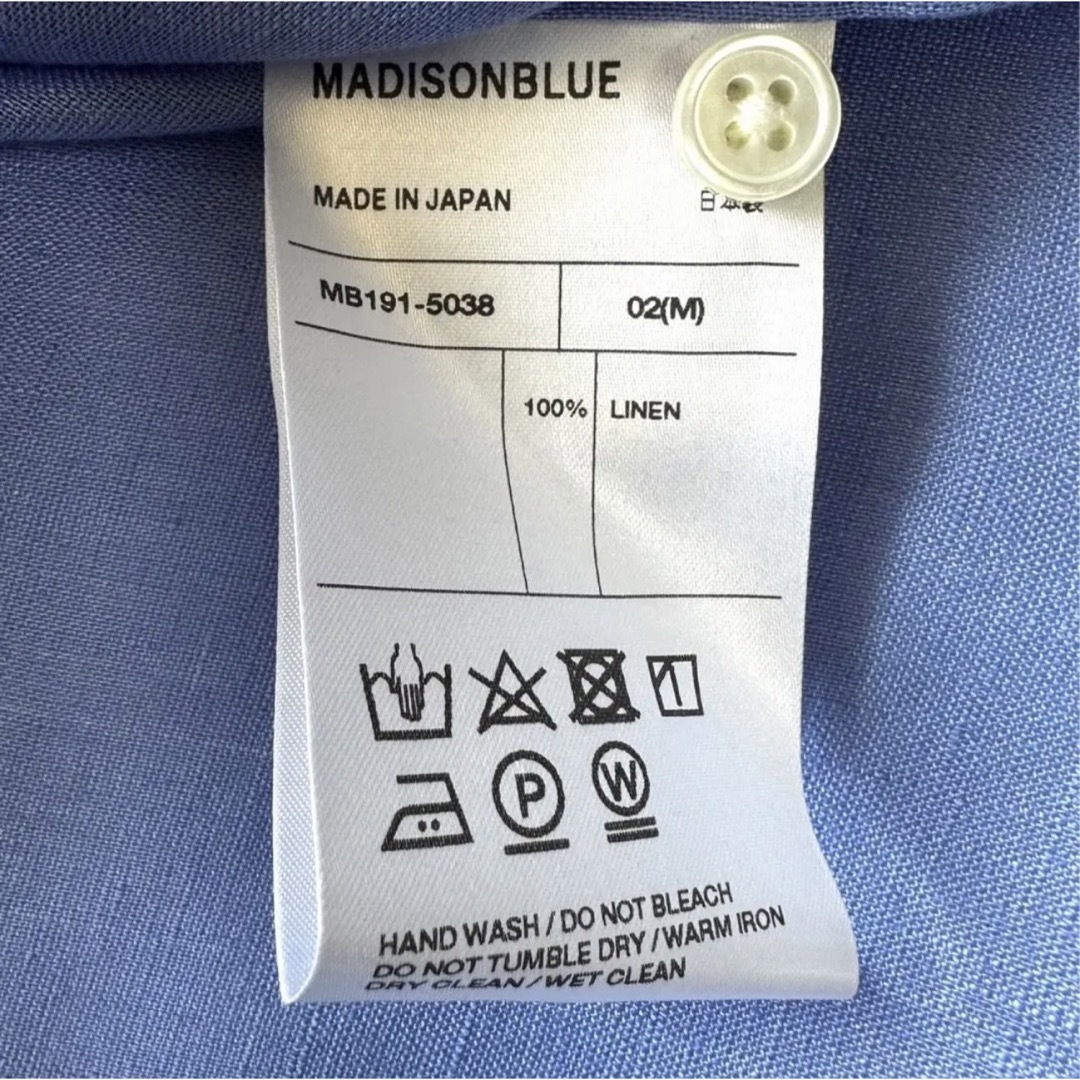 MADISONBLUE
MADE IN JAPAN 日本製
MB191-5038 02(M)
100% LINEN
P W
HAND WASH / DO NOT BLEACH
DO NOT TUMBLE DRY / WARM IRON
DRY CLEAN / WET CLEAN